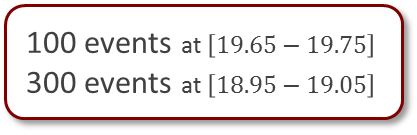 100 events at [19.65 − 19.75]
300 events at [18.95 − 19.05]